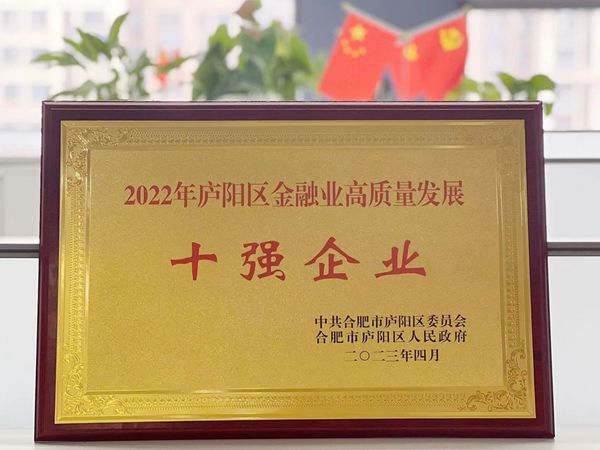 2022年庐阳区金融业高质量发展
十强企业
中共合肥市庐阳区委员会
合肥市庐阳区人民政府
二〇二三年四月